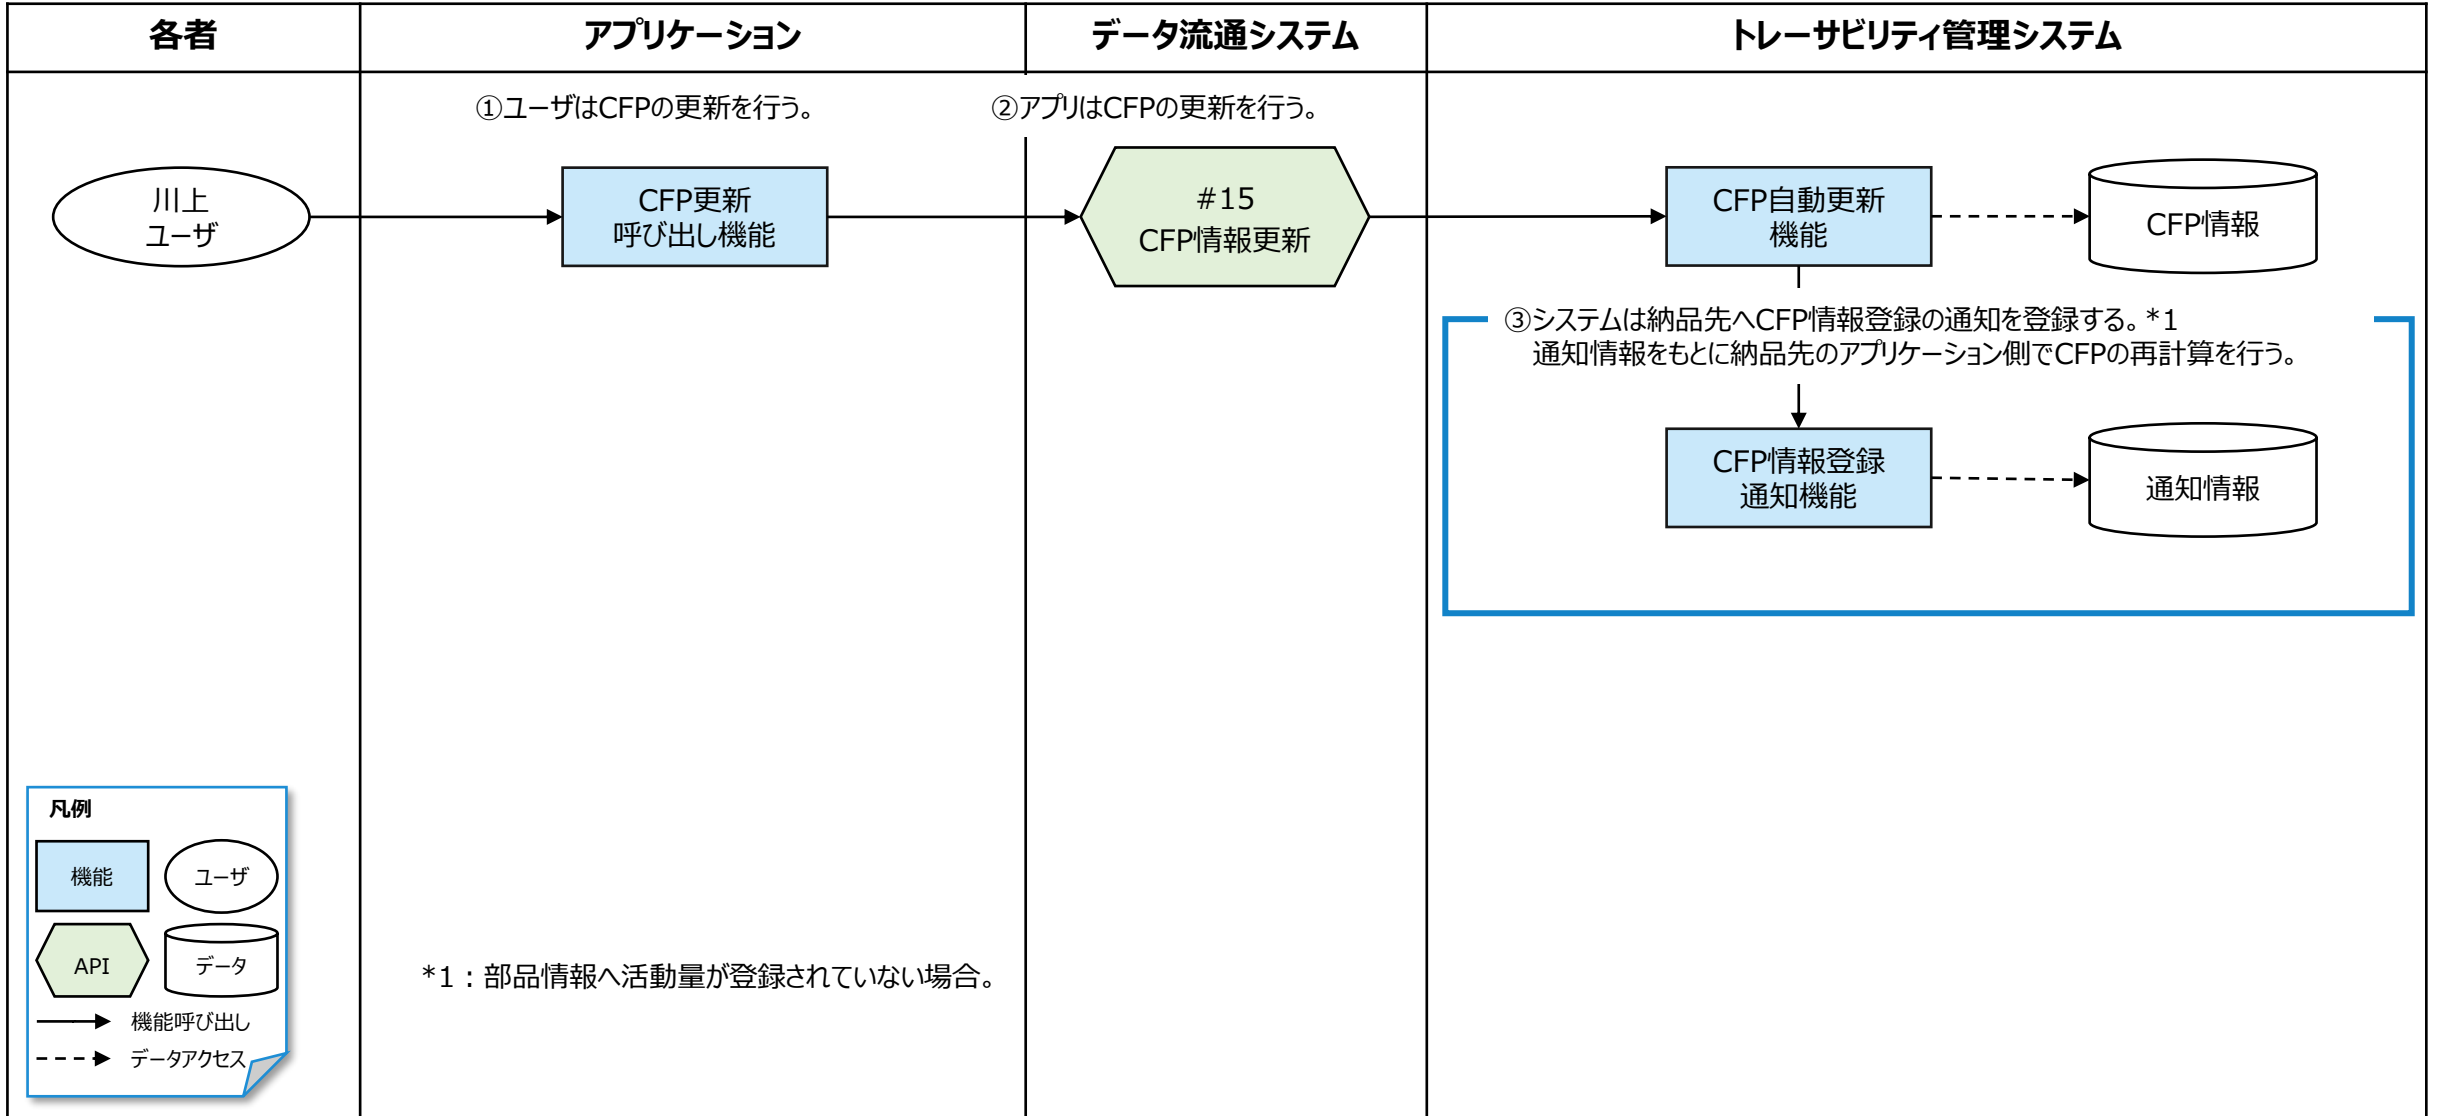 各者
アプリケーション
データ流通システム
トレーサビリティ管理システム
①ユーザはCFPの更新を行う。
②アプリはCFPの更新を行う。
川上
ユーザ
CFP更新
呼び出し機能
#15
CFP情報更新
CFP自動更新
機能
CFP情報
③システムは納品先へCFP情報登録の通知を登録する。*1
通知情報をもとに納品先のアプリケーション側でCFPの再計算を行う。
CFP情報登録
通知機能
通知情報
凡例
機能
ユーザ
API
データ
機能呼び出し
データアクセス
*1：部品情報へ活動量が登録されていない場合。